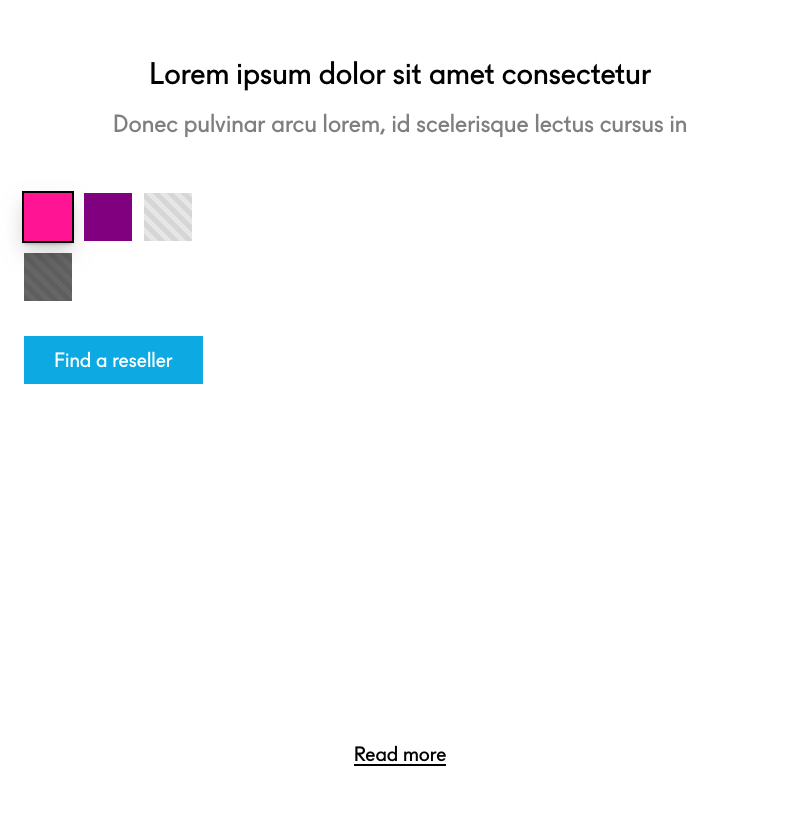 Lorem ipsum dolor sit amet consectetur
Donec pulvinar arcu lorem, id scelerisque lectus cursus in
Find a reseller
Read more